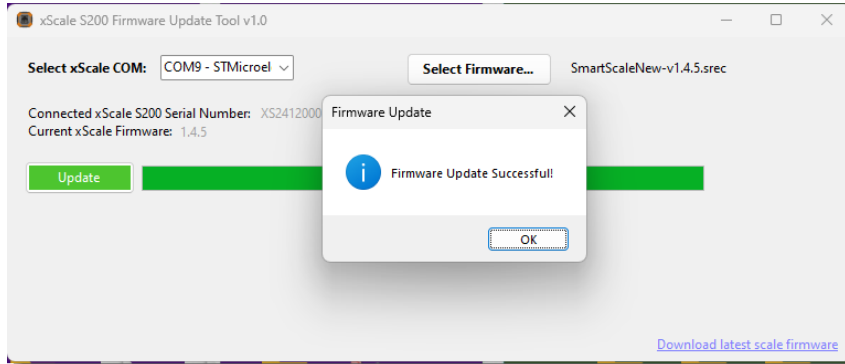 xScale S200 Firmware Update Tool v1.0
Select xScale COM: COM9 - STMicroel Select Firmware... SmartScaleNew-v1.4.5.srec
Connected xScale S200 Serial Number: XS2412000
Current xScale Firmware: 1.4.5
Update
Firmware Update
Firmware Update Successful!
OK
Download latest scale firmware